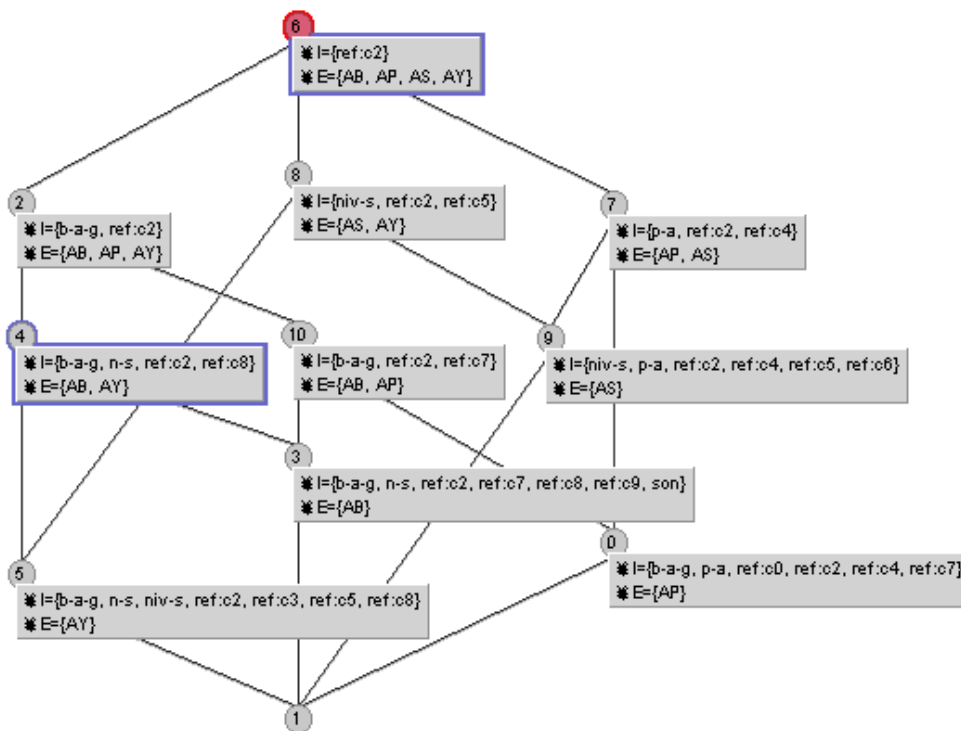 6
I={ref:c2}
E={AB, AP, AS, AY}
8
I={niv-s, ref:c2, ref:c5}
E={AS, AY}
2
I={b-a-g, ref:c2}
E={AB, AP, AY}
7
I={p-a, ref:c2, ref:c4}
E={AP, AS}
4
I={b-a-g, n-s, ref:c2, ref:c8}
E={AB, AY}
10
I={b-a-g, ref:c2, ref:c7}
E={AB, AP}
9
I={niv-s, p-a, ref:c2, ref:c4, ref:c5, ref:c6}
E={AS}
3
I={b-a-g, n-s, ref:c2, ref:c7, ref:c8, ref:c9, son}
E={AB}
0
I={b-a-g, p-a, ref:c0, ref:c2, ref:c4, ref:c7}
E={AP}
5
I={b-a-g, n-s, niv-s, ref:c2, ref:c3, ref:c5, ref:c8}
E={AY}
1